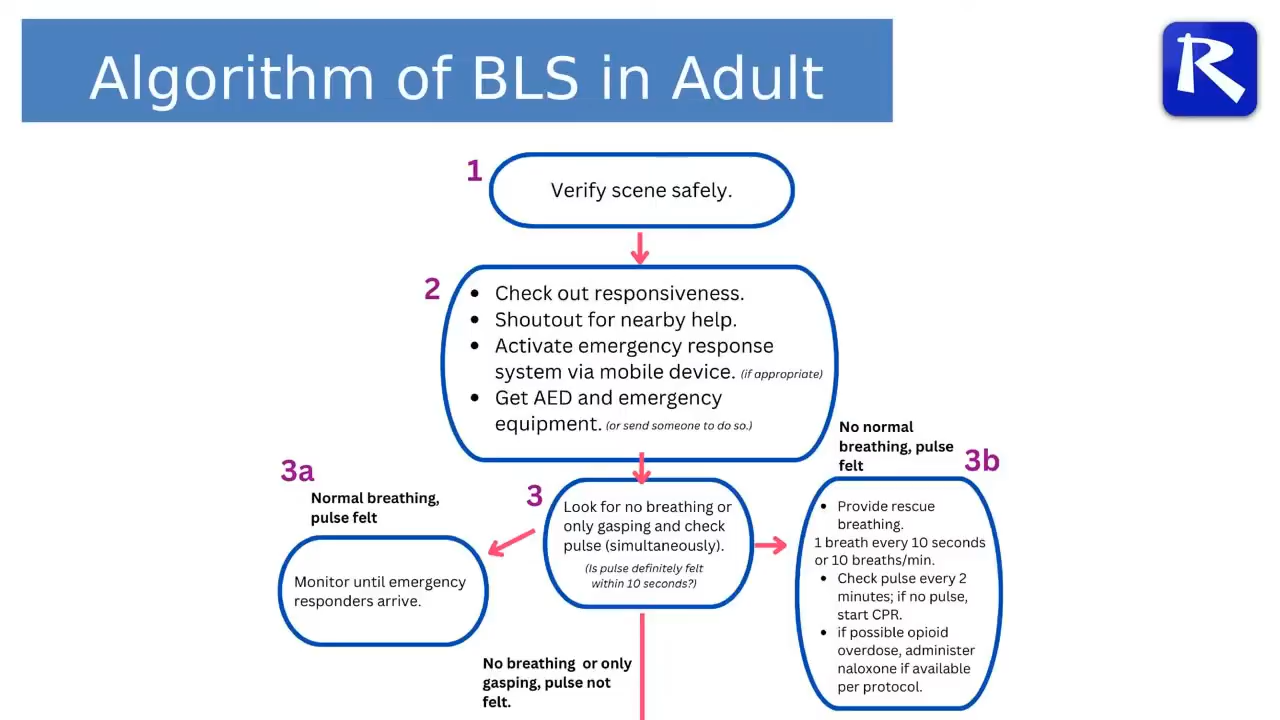 Algorithm of BLS in Adult
R
1
Verify scene safely.
2
• Check out responsiveness.
• Shoutout for nearby help.
• Activate emergency response
system via mobile device. (if appropriate)
• Get AED and emergency
equipment. (or send someone to do so.)
3a
Normal breathing,
pulse felt
Monitor until emergency
responders arrive.
3
Look for no breathing or
only gasping and check
pulse (simultaneously).
(Is pulse definitely felt
within 10 seconds?)
No normal
breathing, pulse
felt
3b
• Provide rescue
breathing.
1 breath every 10 seconds
or 10 breaths/min.
• Check pulse every 2
minutes; if no pulse,
start CPR.
• if possible opioid
overdose, administer
naloxone if available
per protocol.
No breathing or only
gasping, pulse not
felt.